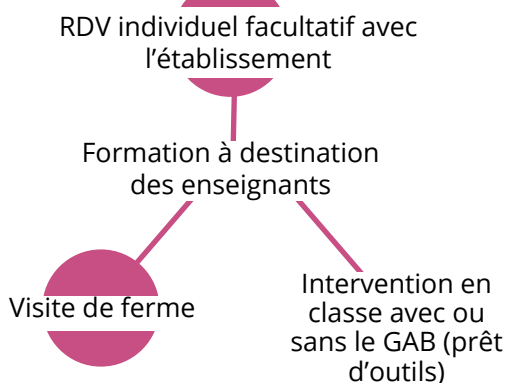 RDV individuel facultatif avec
l’établissement
Formation à destination
des enseignants
Visite de ferme
Intervention en
classe avec ou
sans le GAB (prêt
d’outils)